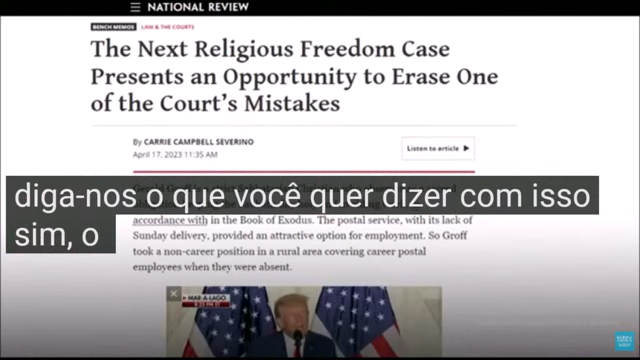 NATIONAL REVIEW
BENCH MEMOS LAW & THE COURTS
The Next Religious Freedom Case
Presents an Opportunity to Erase One
of the Court's Mistakes
By CARRIE CAMPBELL SEVERINO
April 17, 2023 11:35 AM
Listen to article
diga-nos o que você quer dizer com isso
sim, o
accordance with in the Book of Exodus. The postal service, with its lack of
Sunday delivery, provided an attractive option for employment. So Groff
took a non-career position in a rural area covering career postal
employees when they were absent.
MAR-A-LAGO